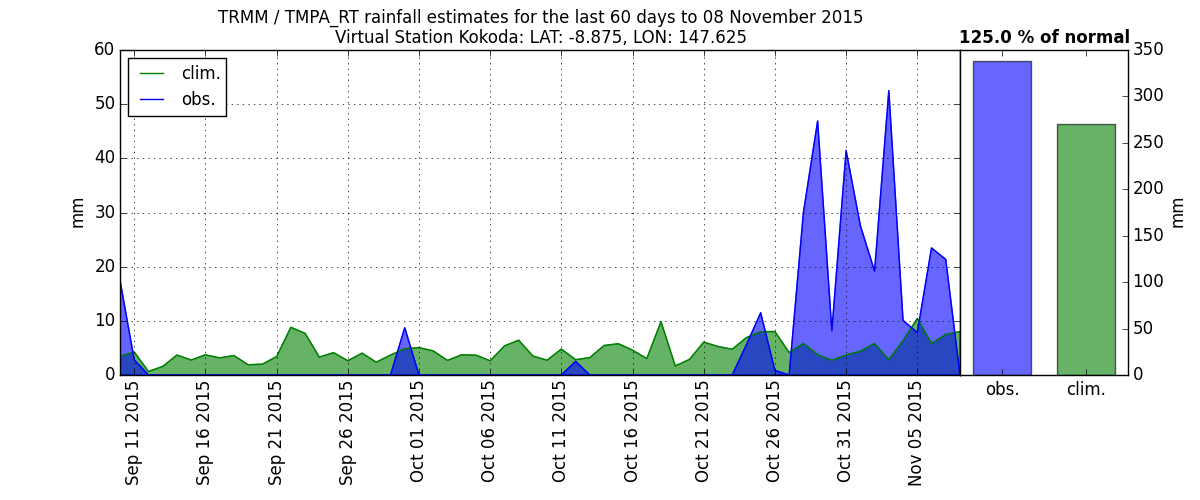 TRMM / TMPA_RT rainfall estimates for the last 60 days to 08 November 2015
Virtual Station Kokoda: LAT: -8.875, LON: 147.625
125.0 % of normal
clim.
obs.
60
50
40
30
20
10
0
mm
Sep 11 2015
Sep 16 2015
Sep 21 2015
Sep 26 2015
Oct 01 2015
Oct 06 2015
Oct 11 2015
Oct 16 2015
Oct 21 2015
Oct 26 2015
Oct 31 2015
Nov 05 2015
obs.
clim.
350
300
250
200
150
100
50
0
mm